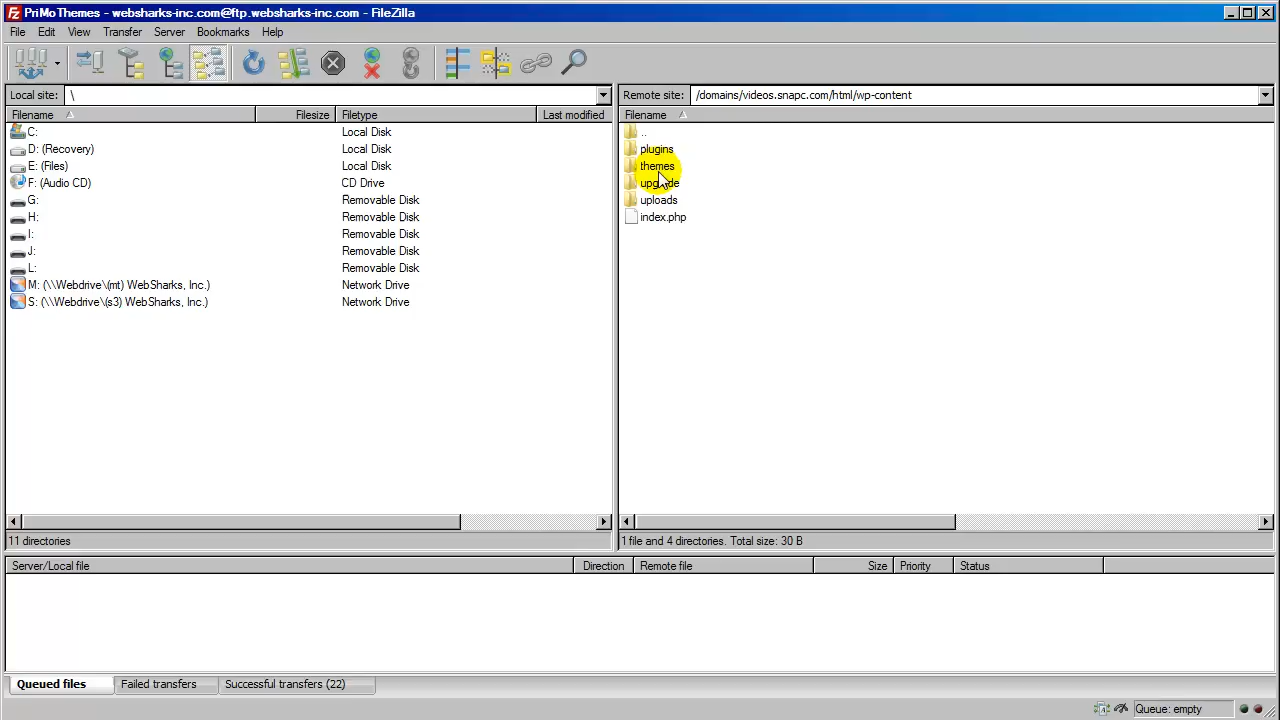 PriMoThemes - websharks-inc.com@ftp.websharks-inc.com - FileZilla
File Edit View Transfer Server Bookmarks Help
Local site: \
Remote site: /domains/videos.snapc.com/html/wp-content
Filename Filesize Filetype Last modified
Filename
C: Local Disk
D: (Recovery) Local Disk
E: (Files) Local Disk
F: (Audio CD) CD Drive
G: Removable Disk
H: Removable Disk
I: Removable Disk
J: Removable Disk
L: Removable Disk
M: (\\Webdrive\(mt) WebSharks, Inc.) Network Drive
S: (\\Webdrive\(s3) WebSharks, Inc.) Network Drive
..
plugins
themes
upgrade
uploads
index.php
11 directories
1 file and 4 directories. Total size: 30 B
Server/Local file Direction Remote file Size Priority Status
Queued files Failed transfers Successful transfers (22)
Queue: empty